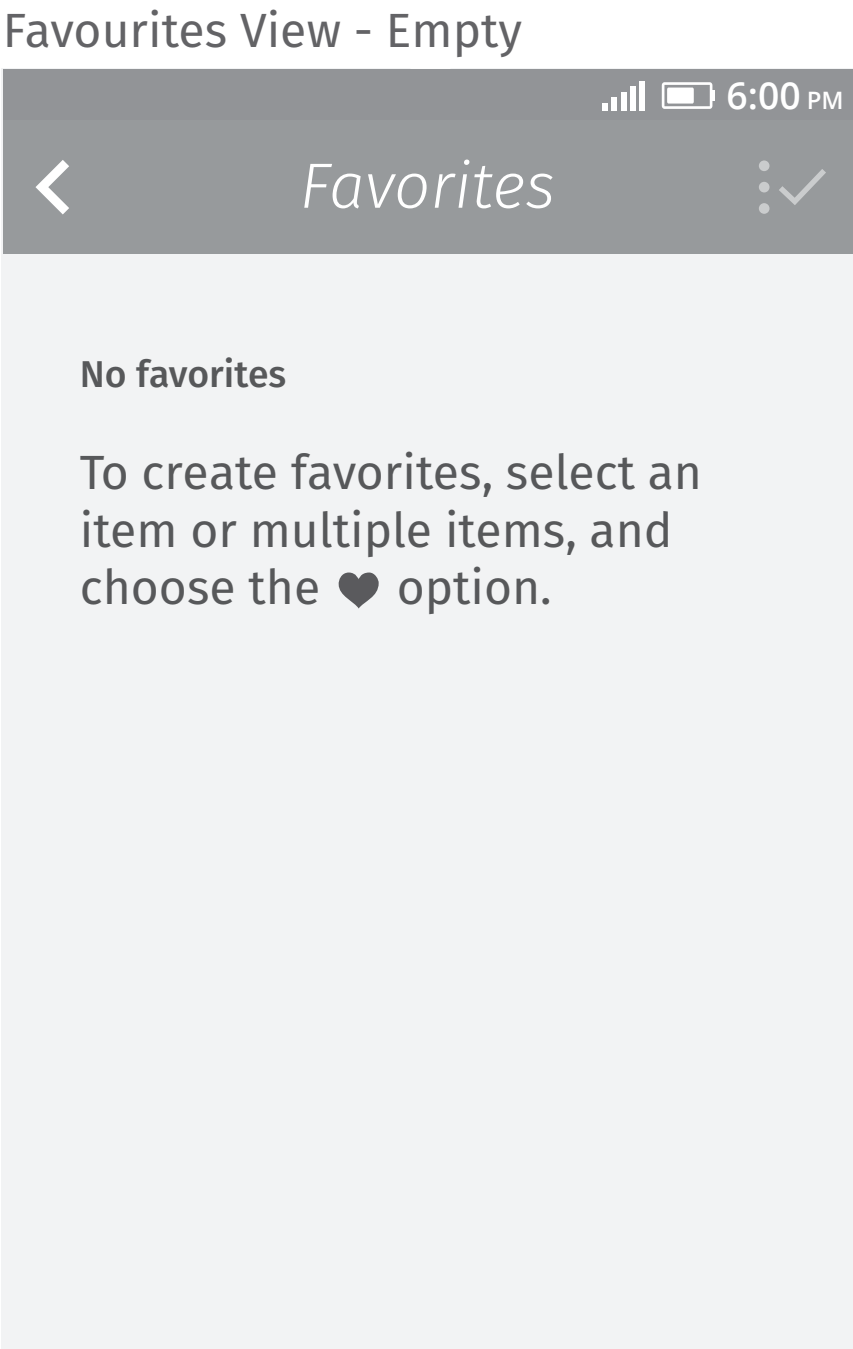 Favourites View - Empty
6:00 PM
Favorites
No favorites
To create favorites, select an
item or multiple items, and
choose the ♥ option.